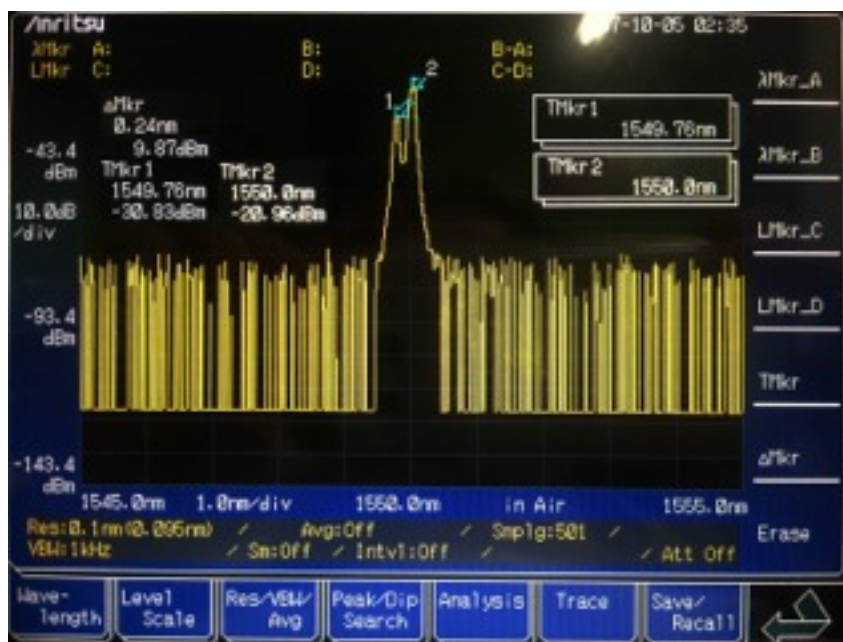 Anritsu
7-10-05 02:35
λMkr A: B: B-A:
LMkr C: D: C-D:
ΔMkr
0.24nm
9.87dBm
TMkr1
1549.76nm
-30.83dBm
TMkr2
1550.0nm
-20.96dBm
1
2
TMkr1
1549.76nm
TMkr2
1550.0nm
-43.4
dBm
10.0dB
/div
-93.4
dBm
-143.4
dBm
1545.0nm 1.0nm/div 1550.0nm in Air 1555.0nm
Res:0.1nm(0.095nm) / Avg:Off / Smplg:501 /
VBW:1kHz / Sm:Off / Intvl:Off / / Att Off
λMkr_A
λMkr_B
LMkr_C
LMkr_D
TMkr
ΔMkr
Erase
Wave-
length
Level
Scale
Res/VBW/
Avg
Peak/Dip
Search
Analysis
Trace
Save/
Recall